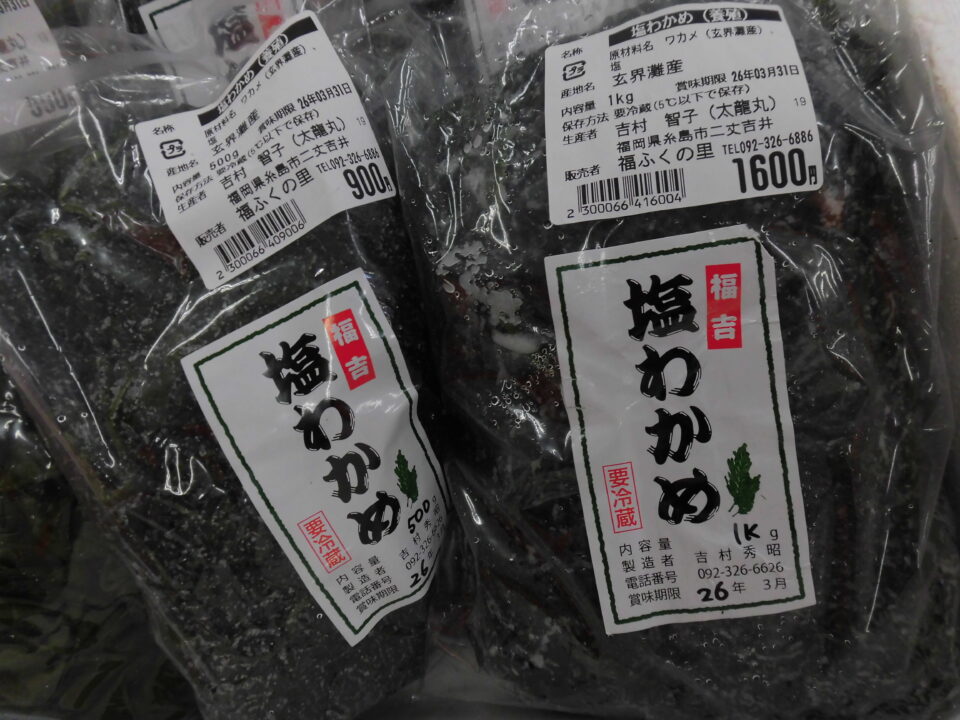 塩わかめ（養殖）
名称
原材料名 ワカメ（玄界灘産），
塩
産地名 玄界灘産
内容量 500g 賞味期限 26年03月31日
保存方法 要冷蔵（5℃以下で保存）
生産者 吉村 智子（太龍丸） 19
福岡県糸島市二丈吉井
販売者 福ふくの里 TEL092-326-6886
2 300066 409006
900円
福吉
塩わかめ
要冷蔵
内容量 500g
製造者 吉村秀昭
電話番号 092-326-6
賞味期限 26
塩わかめ（養殖）
名称
原材料名 ワカメ（玄界灘産），
塩
産地名 玄界灘産
内容量 1kg 賞味期限 26年03月31日
保存方法 要冷蔵（5℃以下で保存）
生産者 吉村 智子（太龍丸） 19
福岡県糸島市二丈吉井
販売者 福ふくの里 TEL092-326-6886
2 300066 416004
1600円
福吉
塩わかめ
要冷蔵
内容量 1K g
製造者 吉村秀昭
電話番号 092-326-6626
賞味期限 26年 3月